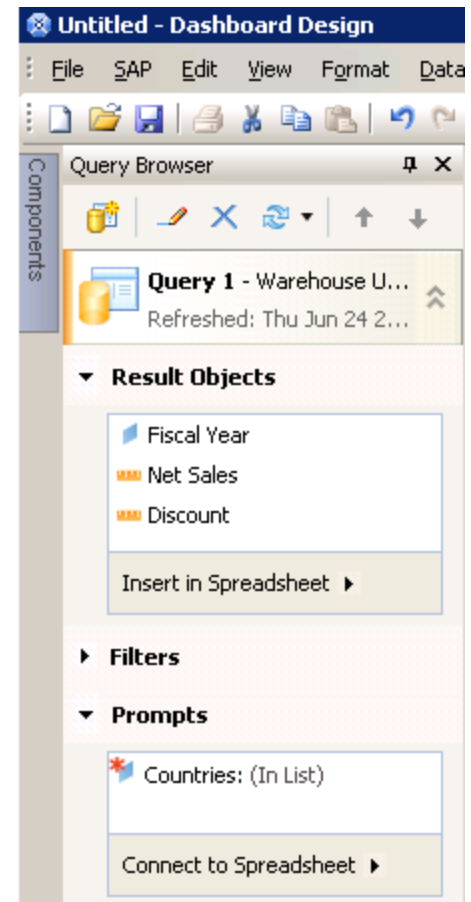 Untitled - Dashboard Design
File SAP Edit View Format Data
Components
Query Browser
Query 1 - Warehouse U...
Refreshed: Thu Jun 24 2...
Result Objects
Fiscal Year
Net Sales
Discount
Insert in Spreadsheet
Filters
Prompts
Countries: (In List)
Connect to Spreadsheet